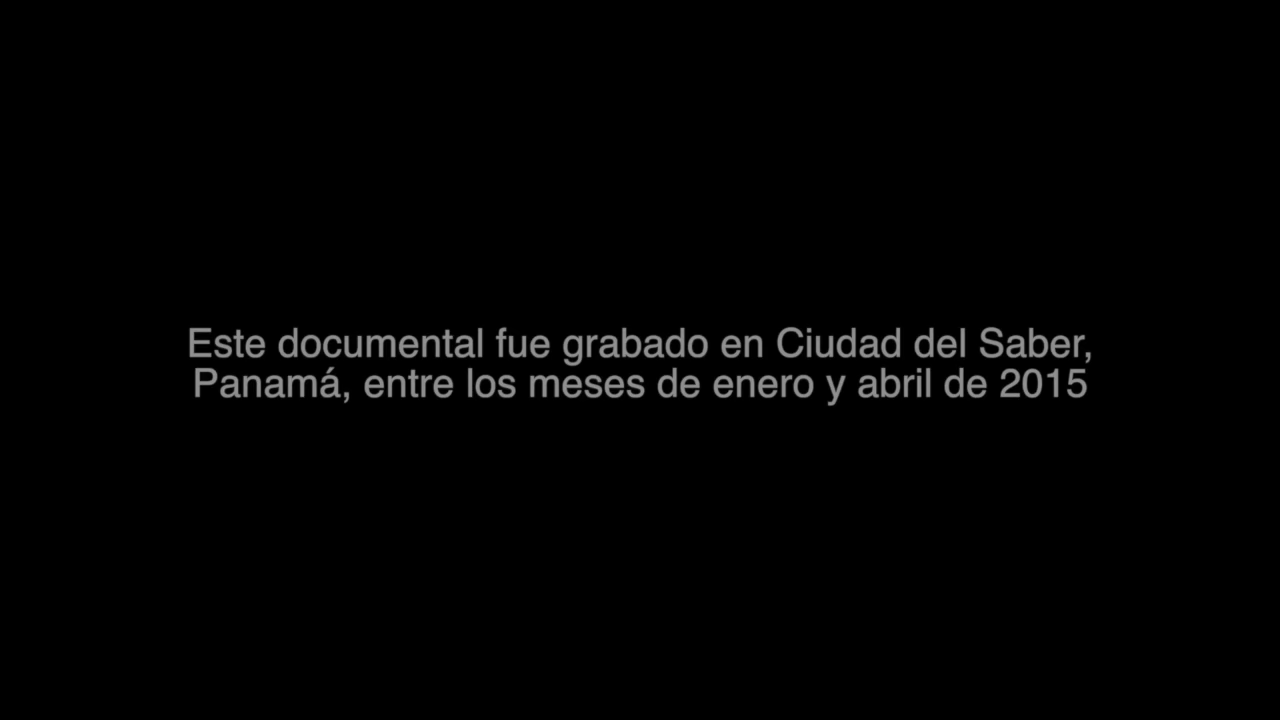 Este documental fue grabado en Ciudad del Saber,
Panamá, entre los meses de enero y abril de 2015